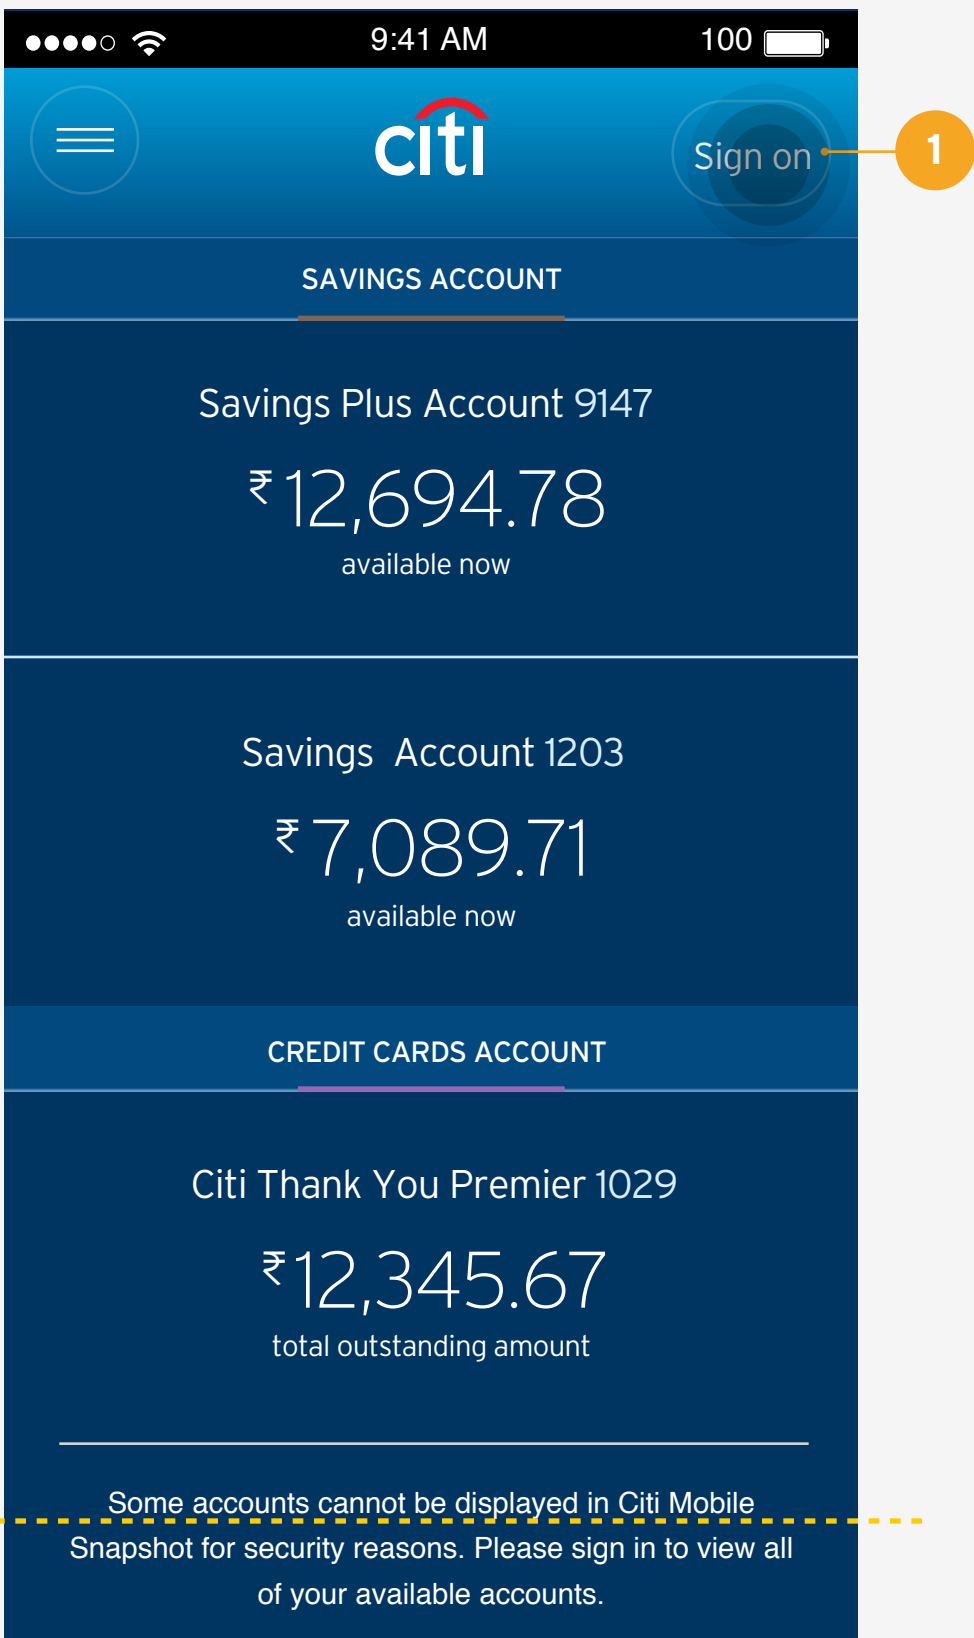 9:41 AM 100
citi
Sign on
1
SAVINGS ACCOUNT
Savings Plus Account 9147
₹12,694.78
available now
Savings  Account 1203
₹7,089.71
available now
CREDIT CARDS ACCOUNT
Citi Thank You Premier 1029
₹12,345.67
total outstanding amount
Some accounts cannot be displayed in Citi Mobile
Snapshot for security reasons. Please sign in to view all
of your available accounts.